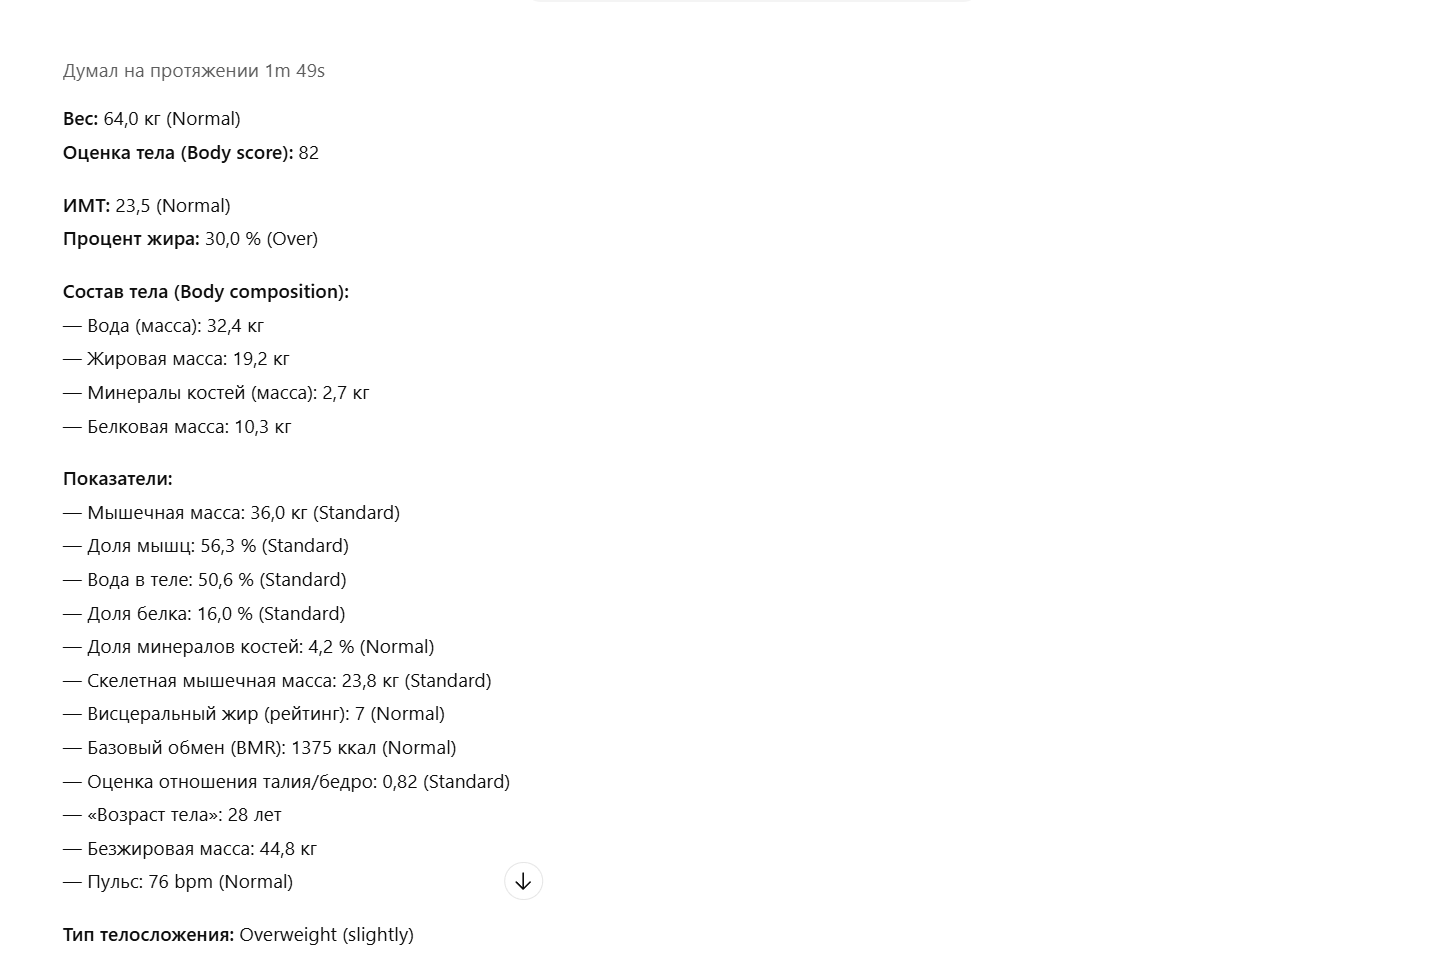 Думал на протяжении 1m 49s
Вес: 64,0 кг (Normal)
Оценка тела (Body score): 82
ИМТ: 23,5 (Normal)
Процент жира: 30,0 % (Over)
Состав тела (Body composition):
— Вода (масса): 32,4 кг
— Жировая масса: 19,2 кг
— Минералы костей (масса): 2,7 кг
— Белковая масса: 10,3 кг
Показатели:
— Мышечная масса: 36,0 кг (Standard)
— Доля мышц: 56,3 % (Standard)
— Вода в теле: 50,6 % (Standard)
— Доля белка: 16,0 % (Standard)
— Доля минералов костей: 4,2 % (Normal)
— Скелетная мышечная масса: 23,8 кг (Standard)
— Висцеральный жир (рейтинг): 7 (Normal)
— Базовый обмен (BMR): 1375 ккал (Normal)
— Оценка отношения талия/бедро: 0,82 (Standard)
— «Возраст тела»: 28 лет
— Безжировая масса: 44,8 кг
— Пульс: 76 bpm (Normal)
Тип телосложения: Overweight (slightly)